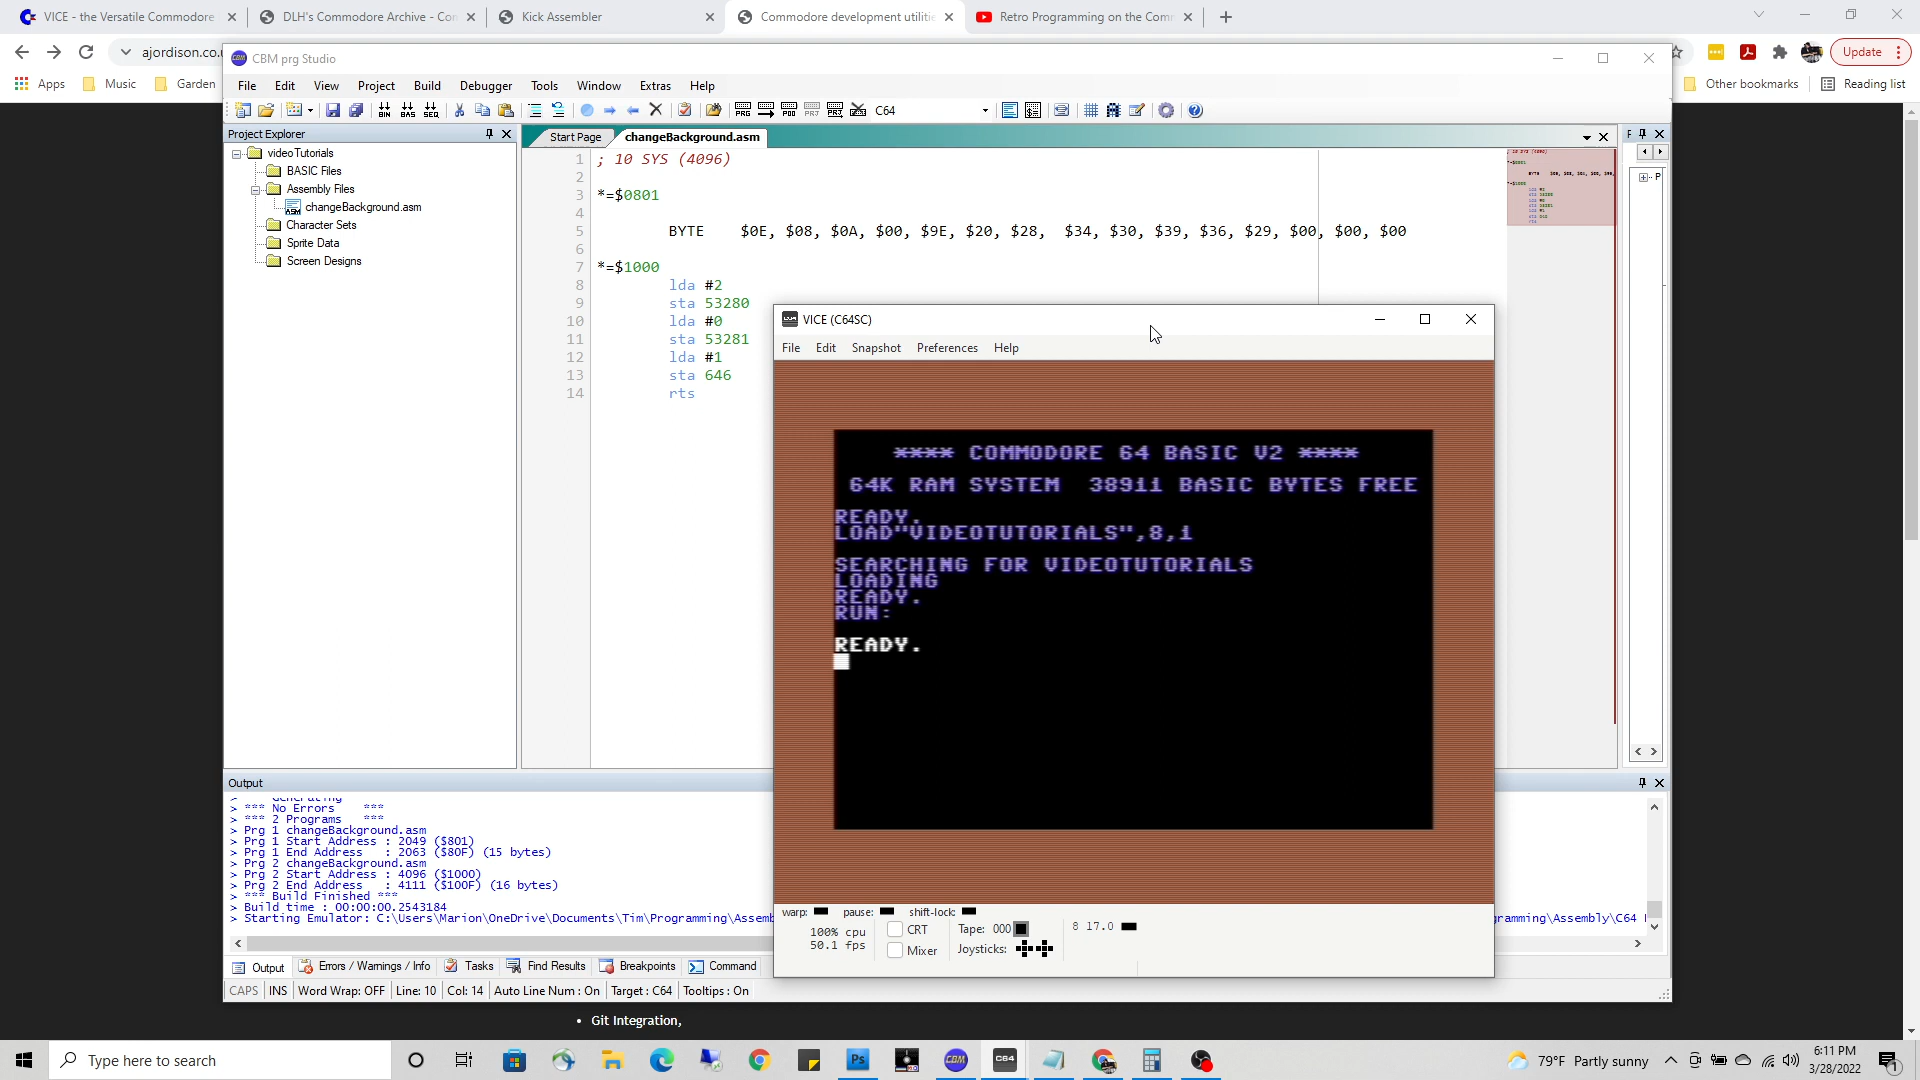 VICE - the Versatile Commodore
DLH's Commodore Archive - Con
Kick Assembler
Commodore development utilitie
Retro Programming on the Comm
ajordison.co.u
Update
Apps
Music
Garden
Other bookmarks
Reading list
CBM prg Studio
File Edit View Project Build Debugger Tools Window Extras Help
BIN BAS SEQ
C64
Project Explorer
videoTutorials
BASIC Files
Assembly Files
changeBackground.asm
Character Sets
Sprite Data
Screen Designs
Start Page
changeBackground.asm
1 ; 10 SYS (4096)
2
3 *=$0801
4
5 BYTE $0E, $08, $0A, $00, $9E, $20, $28, $34, $30, $39, $36, $29, $00, $00, $00
6
7 *=$1000
8 lda #2
9 sta 53280
10 lda #0
11 sta 53281
12 lda #1
13 sta 646
14 rts
VICE (C64SC)
File Edit Snapshot Preferences Help
**** COMMODORE 64 BASIC V2 ****
64K RAM SYSTEM 38911 BASIC BYTES FREE
READY.
LOAD"VIDEOTUTORIALS",8,1
SEARCHING FOR VIDEOTUTORIALS
LOADING
READY.
RUN:
READY.
warp: pause: shift-lock:
100% cpu
50.1 fps
CRT
Mixer
Tape: 000
Joysticks:
8 17.0
Output
> *** No Errors ***
> *** 2 Programs ***
> Prg 1 changeBackground.asm
> Prg 1 Start Address : 2049 ($801)
> Prg 1 End Address : 2063 ($80F) (15 bytes)
> Prg 2 changeBackground.asm
> Prg 2 Start Address : 4096 ($1000)
> Prg 2 End Address : 4111 ($100F) (16 bytes)
> *** Build Finished ***
> Build time : 00:00:00.2543184
> Starting Emulator: C:\Users\Marion\OneDrive\Documents\Tim\Programming\Assemb
ramming\Assembly\C64
Output
Errors / Warnings / Info
Tasks
Find Results
Breakpoints
Command
CAPS INS Word Wrap: OFF Line: 10 Col: 14 Auto Line Num : On Target : C64 Tooltips : On
• Git Integration,
Type here to search
79°F Partly sunny
6:11 PM
3/28/2022